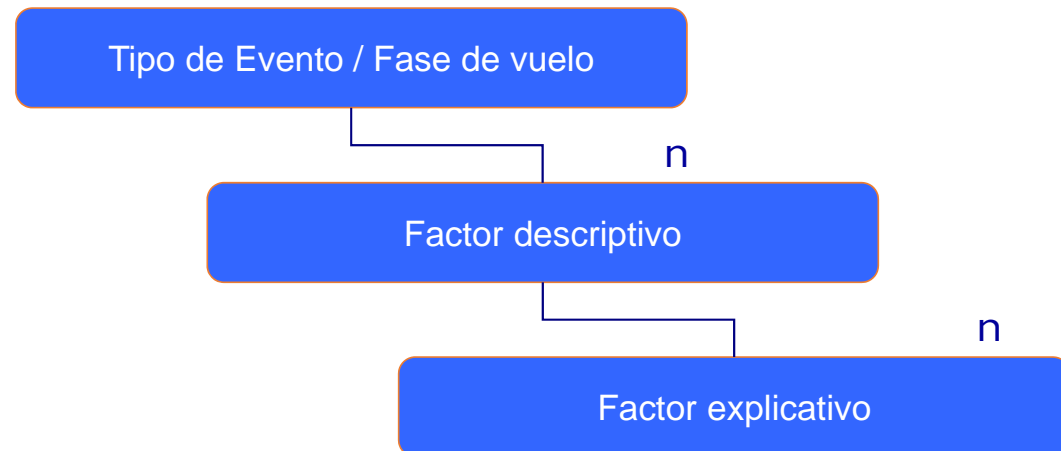 Tipo de Evento / Fase de vuelo
n
Factor descriptivo
n
Factor explicativo